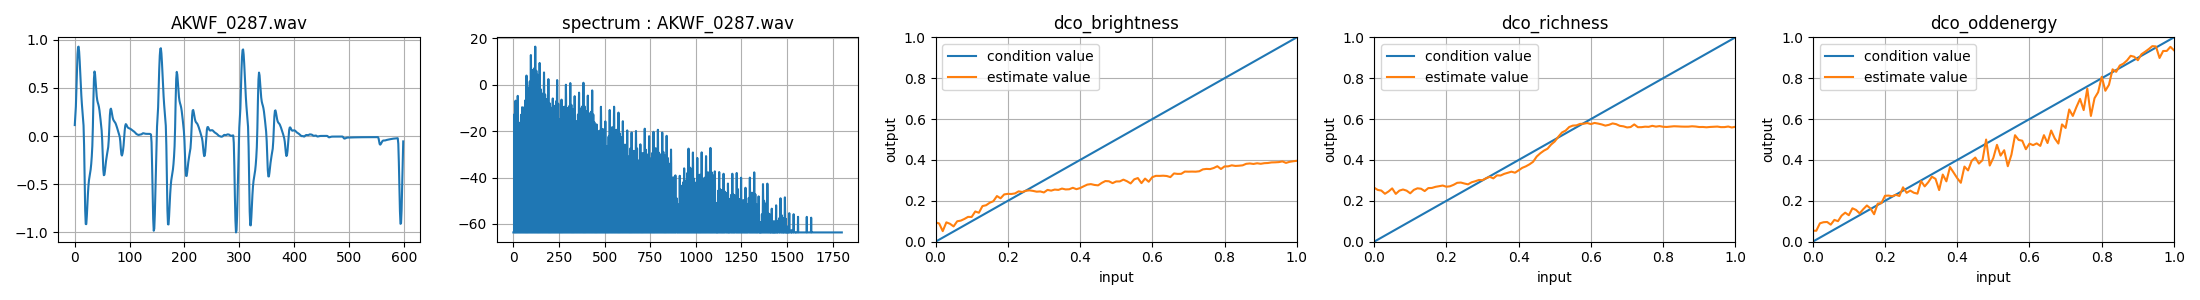 AKWF_0287.wav
1.0
0.5
0.0
−0.5
−1.0
0 100 200 300 400 500 600
spectrum : AKWF_0287.wav
20
0
−20
−40
−60
0 250 500 750 1000 1250 1500 1750
dco_brightness
condition value
estimate value
output
1.0
0.8
0.6
0.4
0.2
0.0
0.0 0.2 0.4 0.6 0.8 1.0
input
dco_richness
condition value
estimate value
output
1.0
0.8
0.6
0.4
0.2
0.0
0.0 0.2 0.4 0.6 0.8 1.0
input
dco_oddenergy
condition value
estimate value
output
1.0
0.8
0.6
0.4
0.2
0.0
0.0 0.2 0.4 0.6 0.8 1.0
input